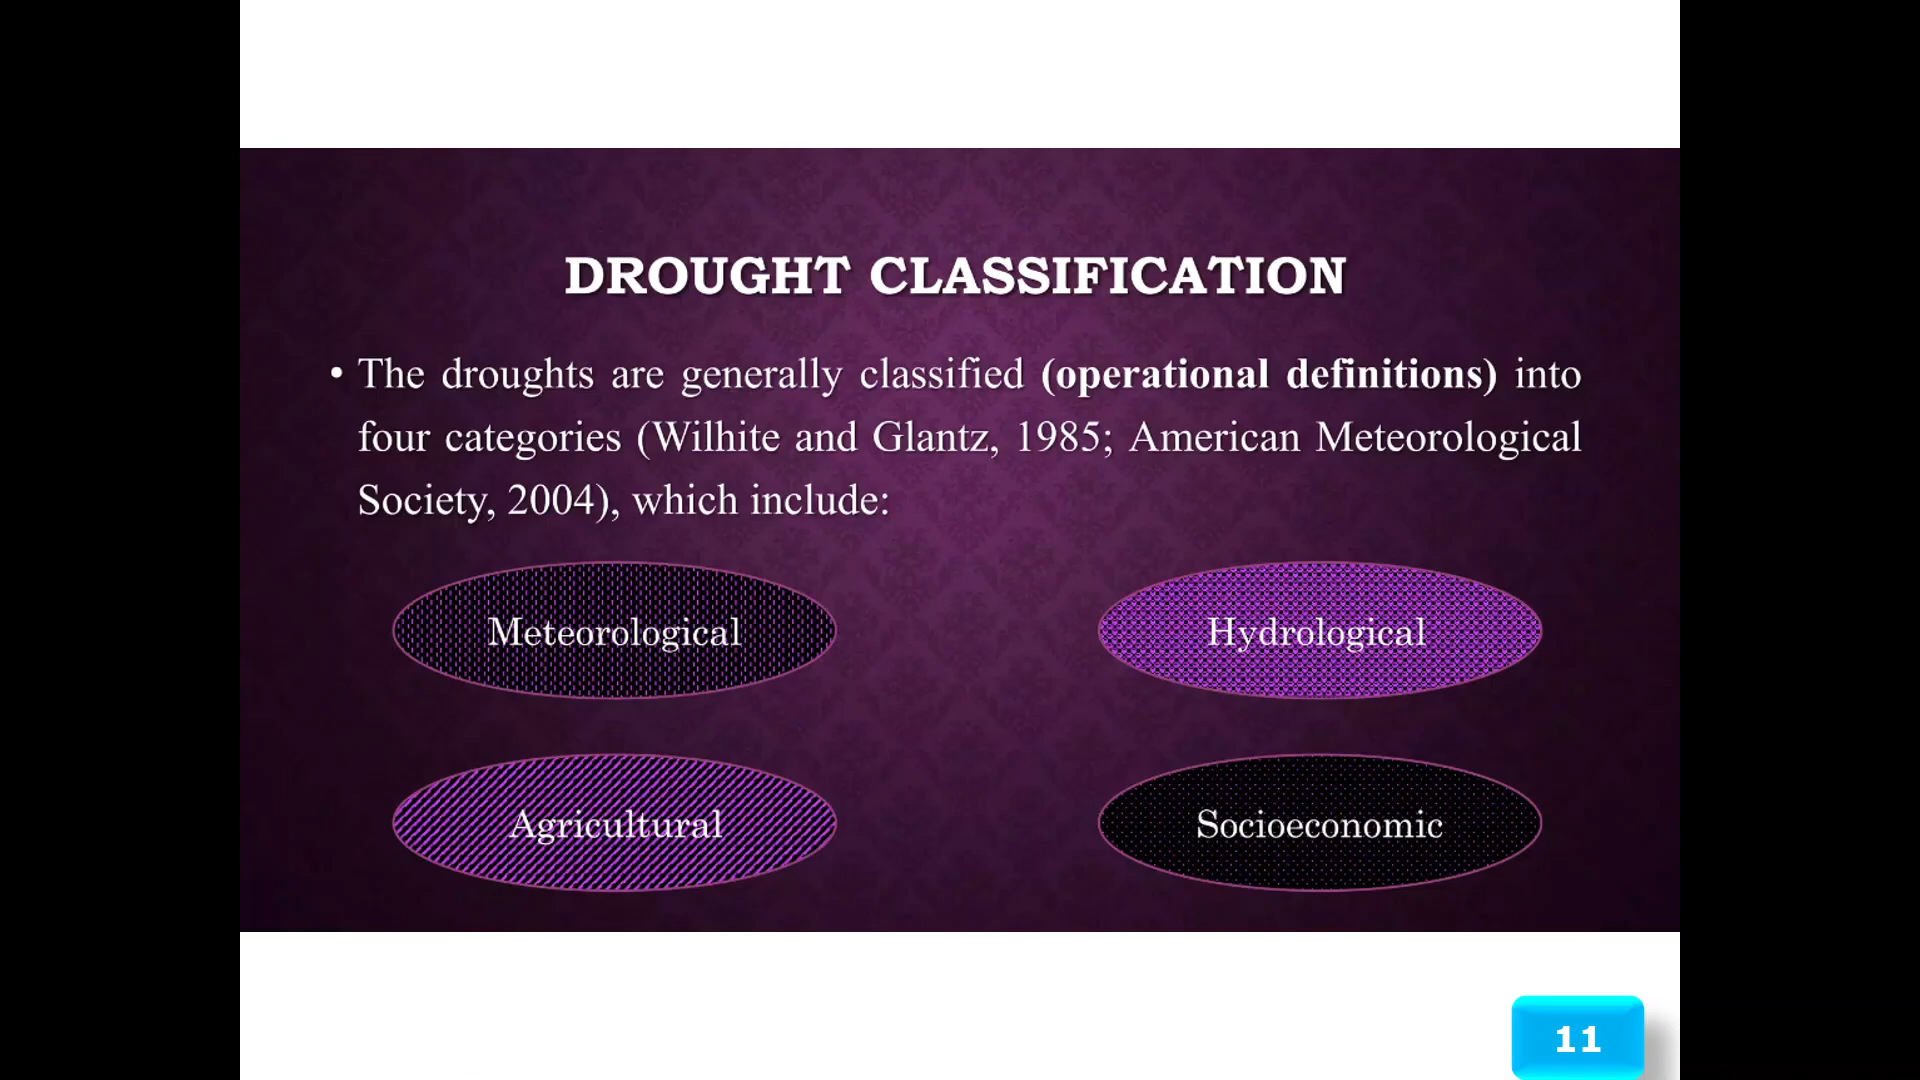 DROUGHT CLASSIFICATION
• The droughts are generally classified (operational definitions) into
four categories (Wilhite and Glantz, 1985; American Meteorological
Society, 2004), which include:
Meteorological
Hydrological
Agricultural
Socioeconomic
11